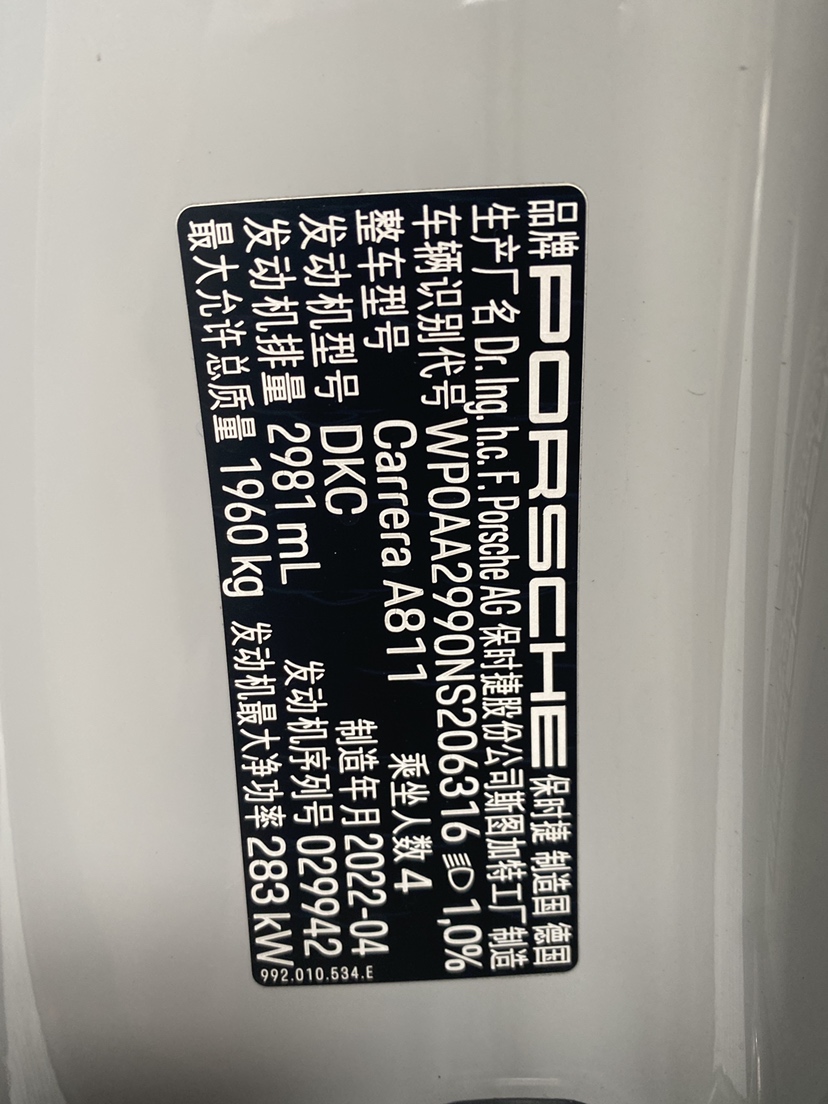 品牌 PORSCHE 保时捷 制造国 德国
生产厂名 Dr. Ing. h.c. F. Porsche AG 保时捷股份公司斯图加特工厂制造
车辆识别代号 WP0AA2990NS206316 1,0%
整车型号 Carrera A811 乘坐人数 4
发动机型号 DKC 制造年月 2022-04
发动机排量 2981 mL 发动机序列号 029942
最大允许总质量 1960 kg 发动机最大净功率 283 kW
992.010.534.E